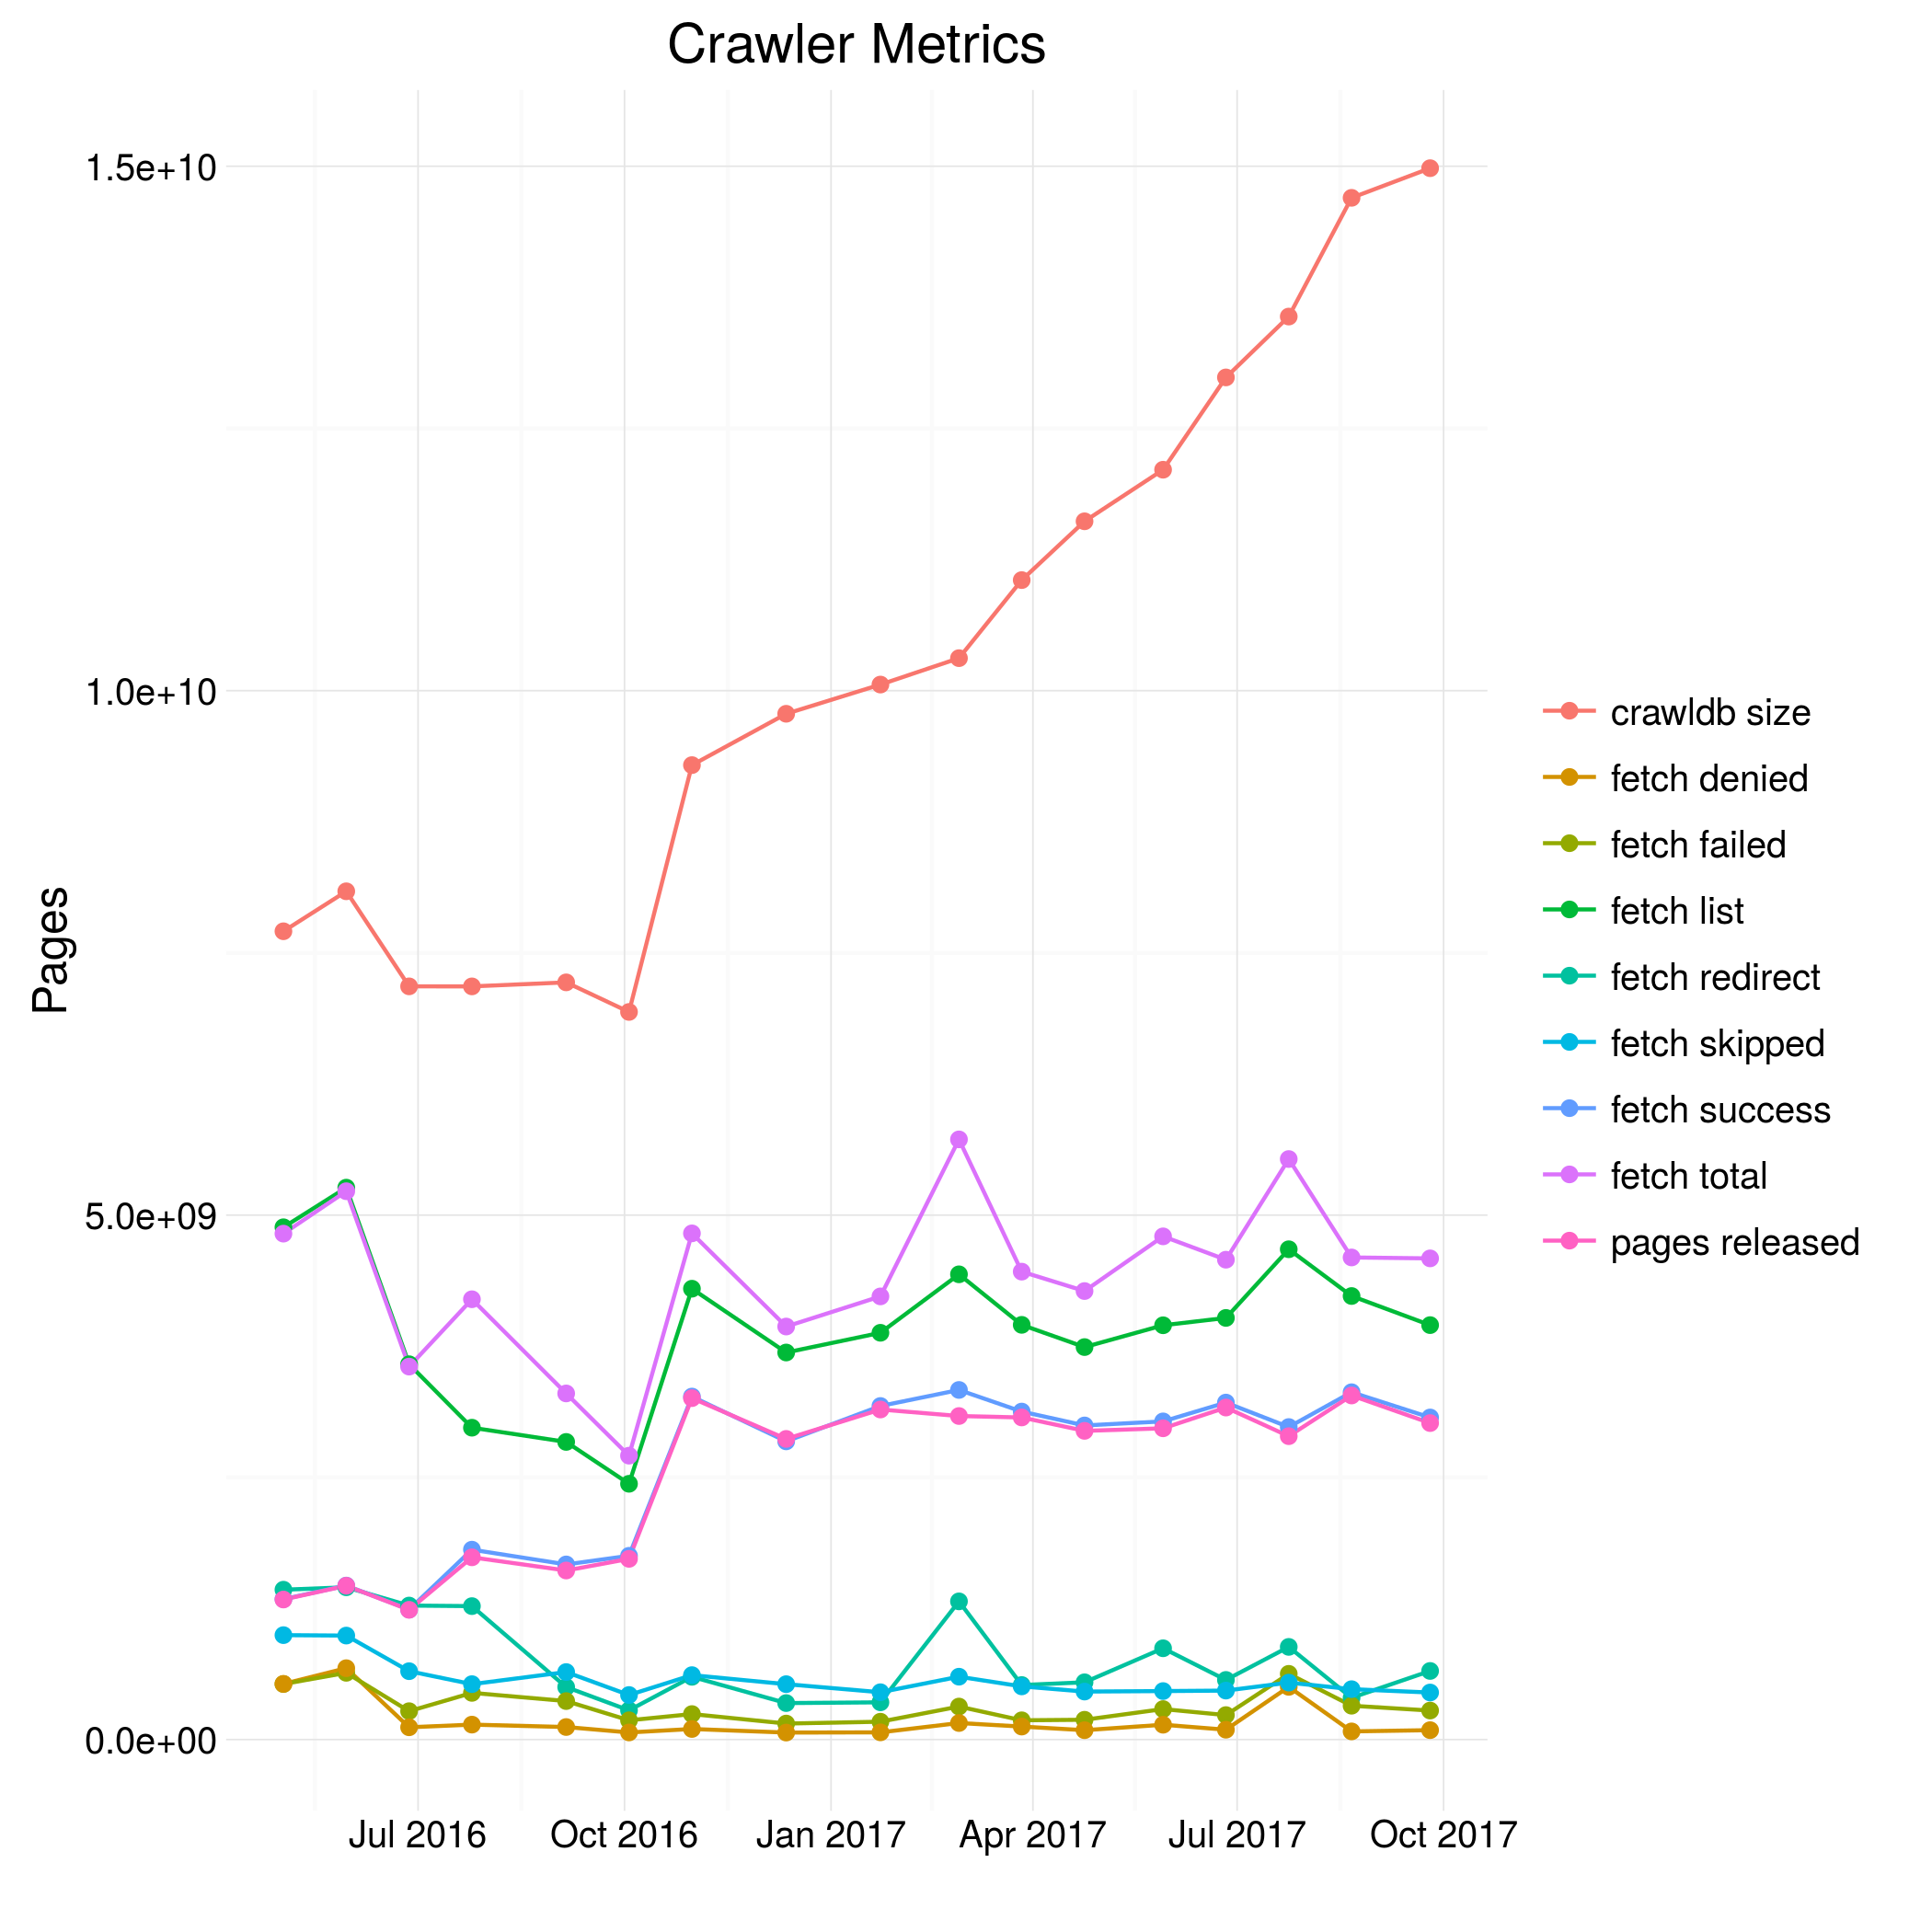 Crawler Metrics
1.5e+10
1.0e+10
5.0e+09
0.0e+00
Pages
Jul 2016
Oct 2016
Jan 2017
Apr 2017
Jul 2017
Oct 2017
crawldb size
fetch denied
fetch failed
fetch list
fetch redirect
fetch skipped
fetch success
fetch total
pages released